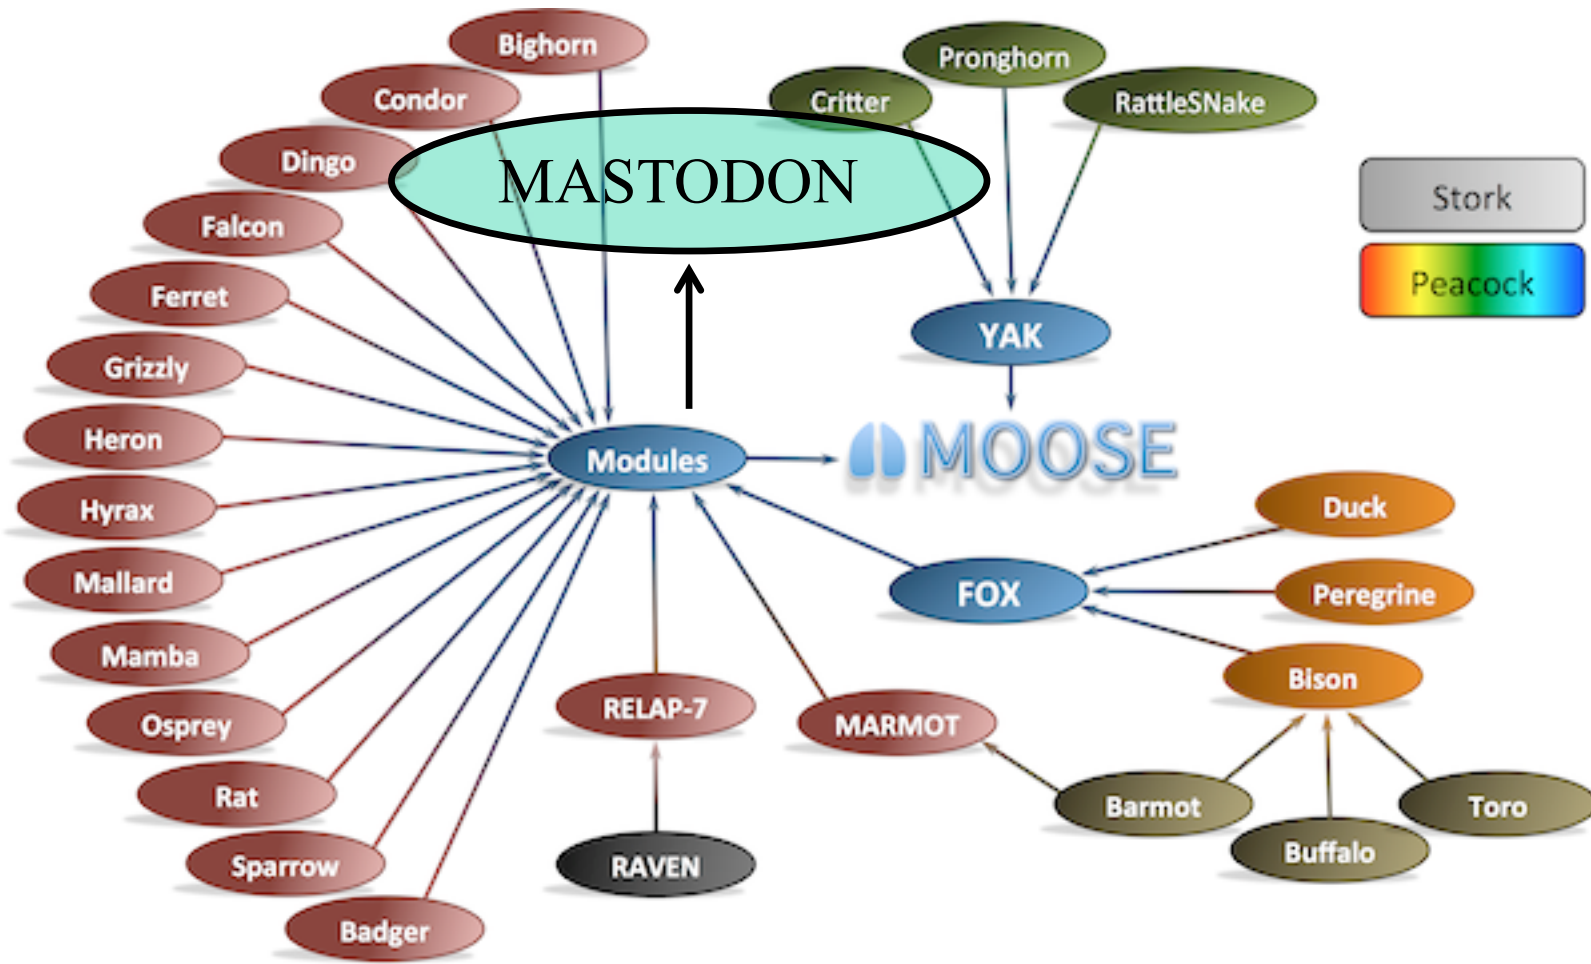 Bighorn
Pronghorn
Condor
Critter
RattleSNake
Dingo
MASTODON
Stork
Falcon
Peacock
Ferret
YAK
Grizzly
Heron
Modules
MOOSE
Hyrax
Duck
Mallard
FOX
Peregrine
Mamba
Bison
Osprey
RELAP-7
MARMOT
Rat
Barmot
Toro
Buffalo
Sparrow
RAVEN
Badger